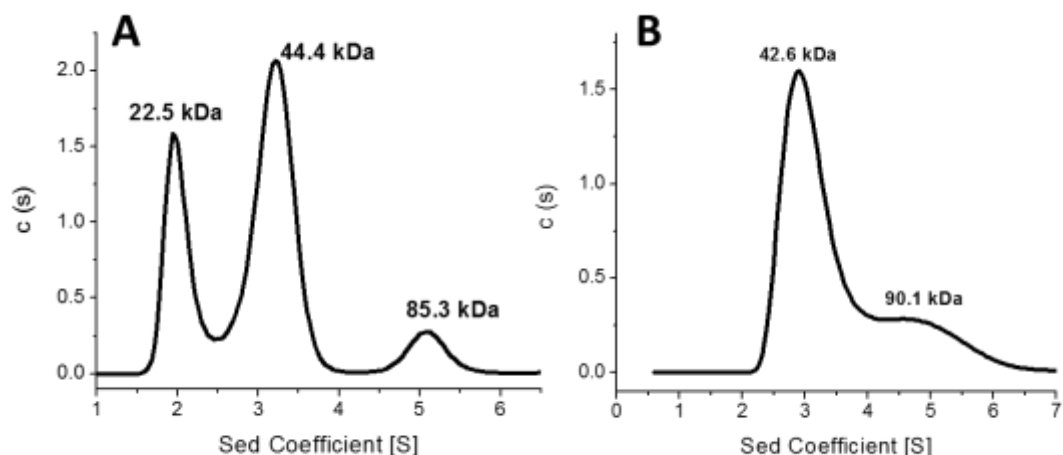 A
44.4 kDa
22.5 kDa
85.3 kDa
2.0
1.5
1.0
0.5
0.0
c (s)
1 2 3 4 5 6
Sed Coefficient [S]
B
42.6 kDa
90.1 kDa
1.5
1.0
0.5
0.0
c (s)
0 1 2 3 4 5 6 7
Sed Coefficient [S]